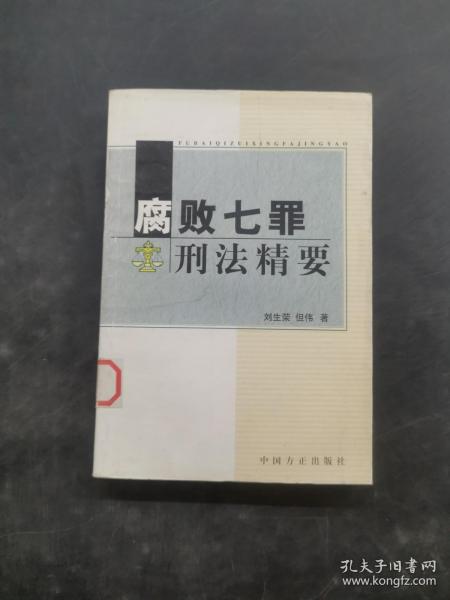 FUBAIQIZUIXINGFAJINGYAO
腐败七罪
刑法精要
刘生荣 但伟 著
中国方正出版社
孔夫子旧书网
www.kongfz.com